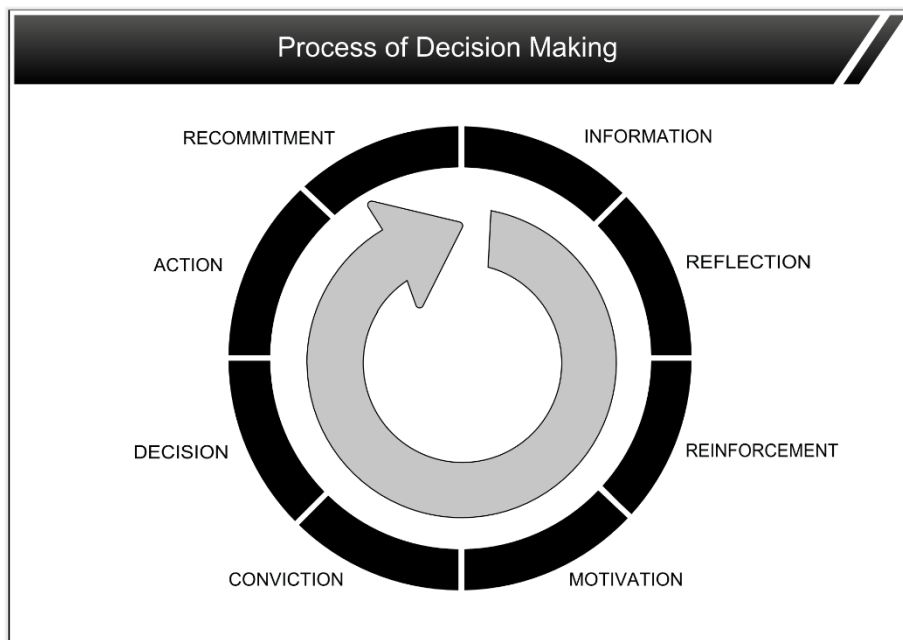 Process of Decision Making
RECOMMITMENT
INFORMATION
ACTION
REFLECTION
DECISION
REINFORCEMENT
CONVICTION
MOTIVATION